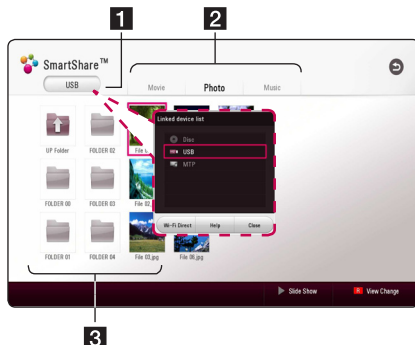 1
2
SmartShare™
USB
Movie
Photo
Music
Linked device list
Disc
USB
MTP
Wi-Fi Direct
Help
Close
UP Folder
FOLDER 02
FOLDER 00
FOLDER 03
File 02.
FOLDER 01
FOLDER 04
File 03.jpg
File 06.jpg
Slide Show
View Change
3